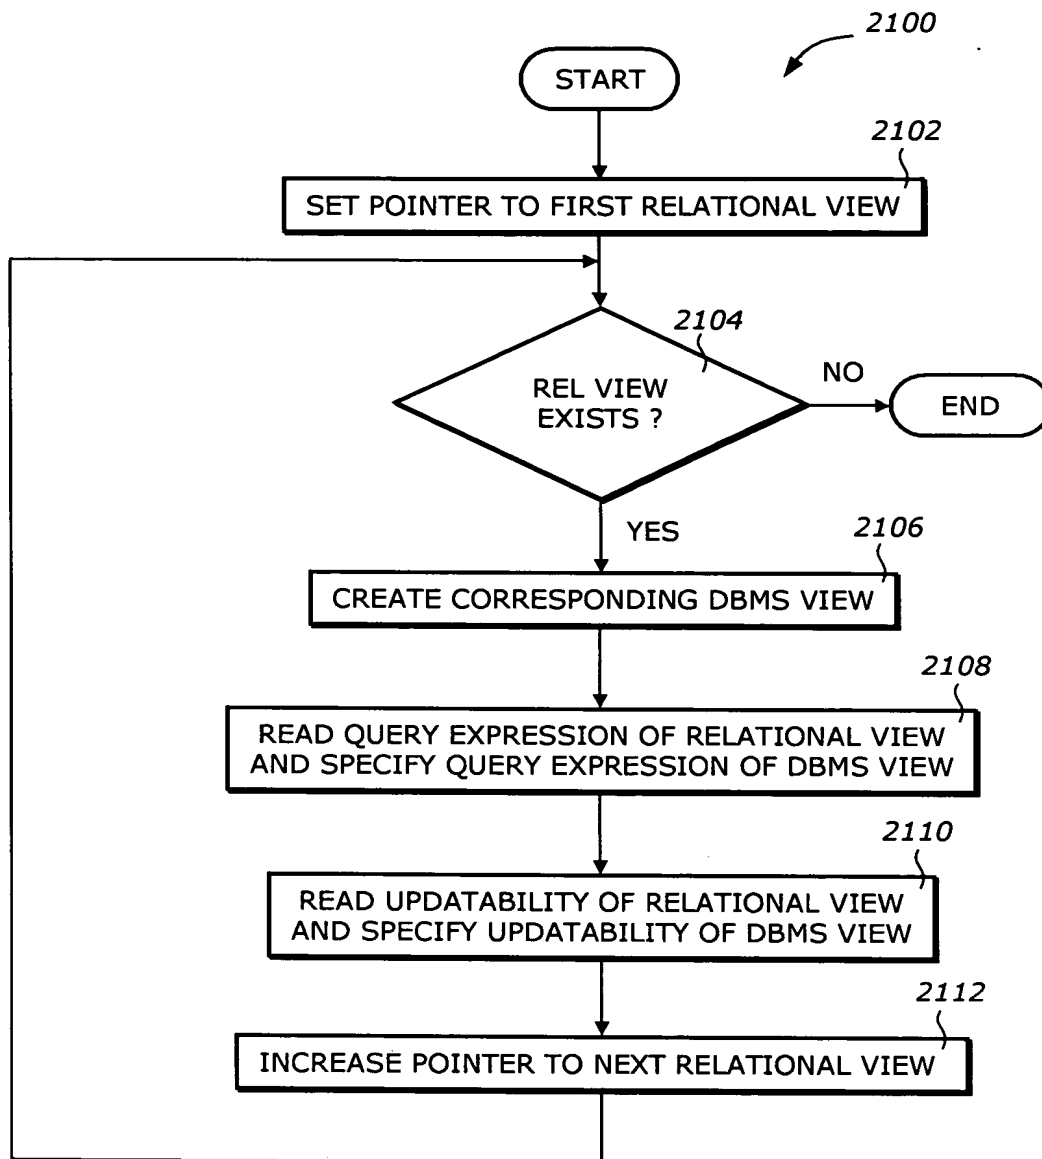 2100
START
2102
SET POINTER TO FIRST RELATIONAL VIEW
2104
REL VIEW
EXISTS ?
NO
END
YES
2106
CREATE CORRESPONDING DBMS VIEW
2108
READ QUERY EXPRESSION OF RELATIONAL VIEW
AND SPECIFY QUERY EXPRESSION OF DBMS VIEW
2110
READ UPDATABILITY OF RELATIONAL VIEW
AND SPECIFY UPDATABILITY OF DBMS VIEW
2112
INCREASE POINTER TO NEXT RELATIONAL VIEW